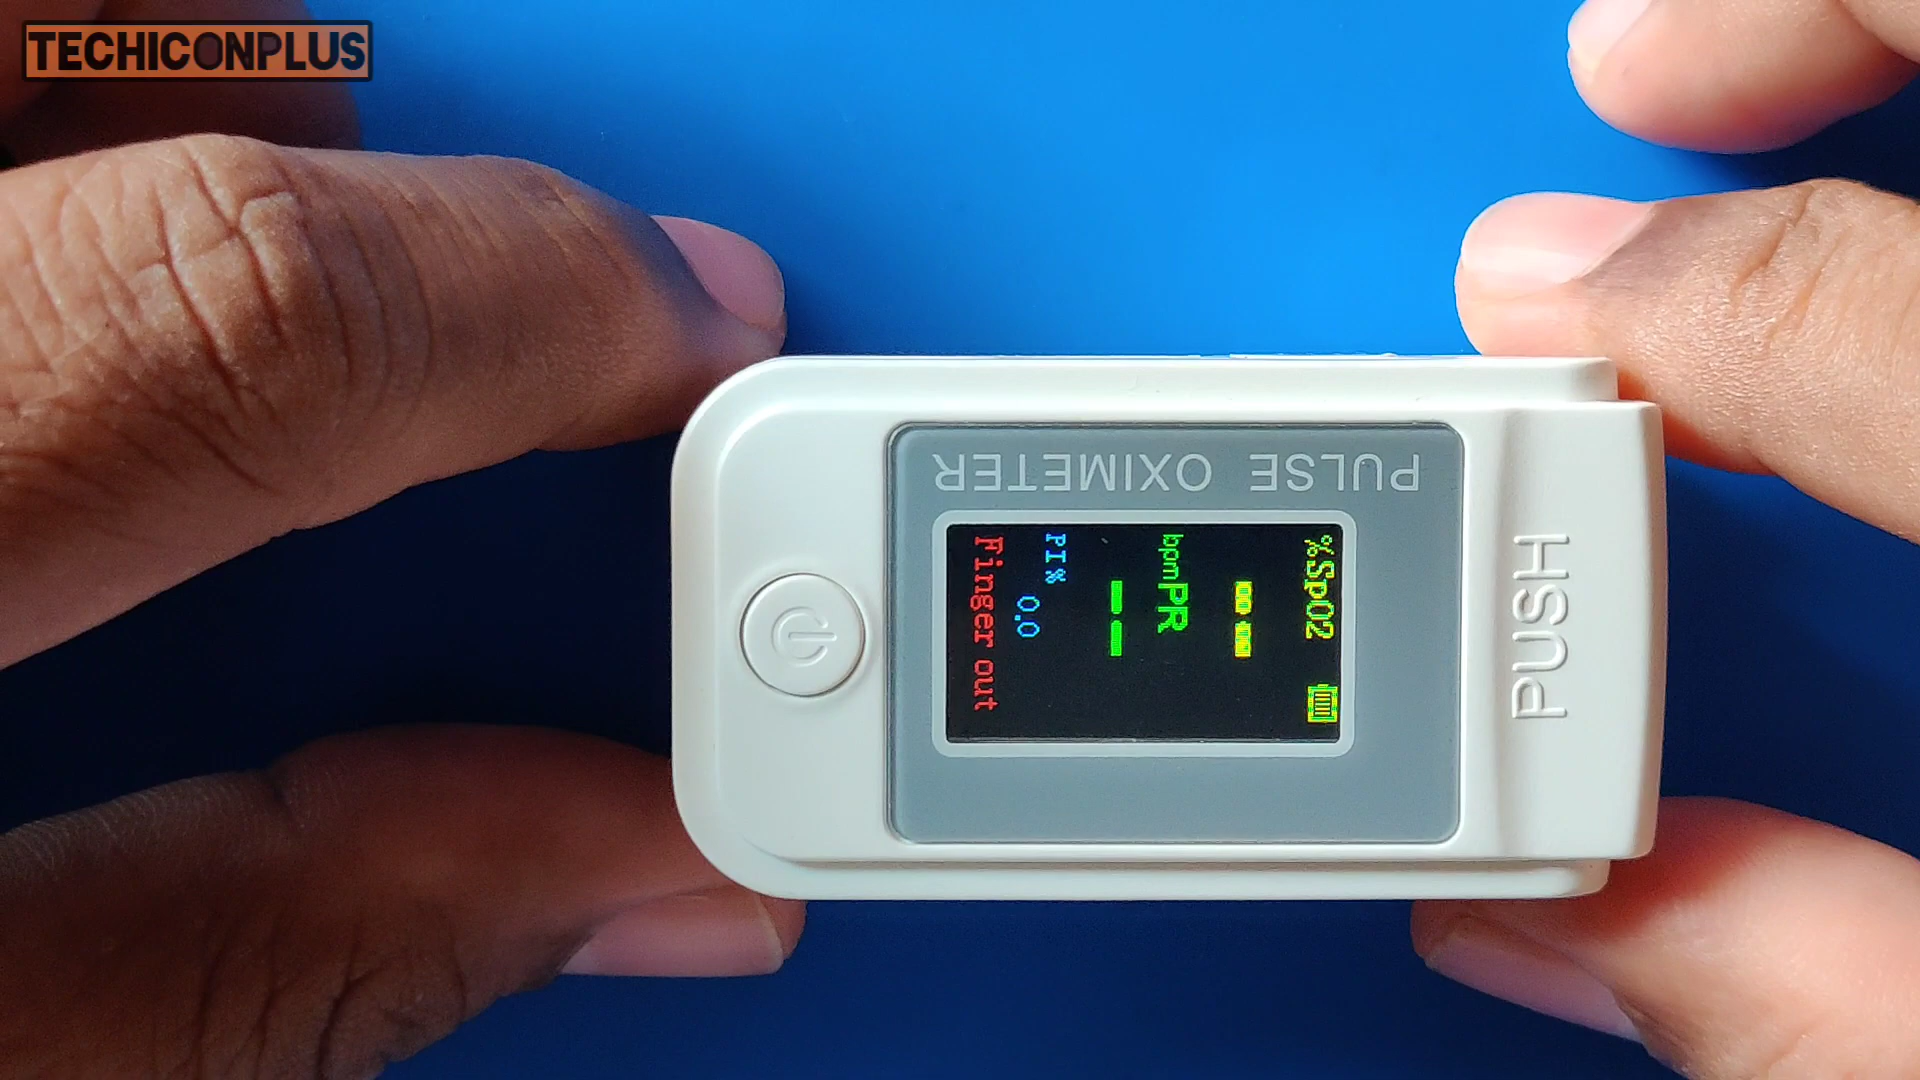 TECHICONPLUS
PULSE OXIMETER
%SpO2
-- 
bpmPR
--
PI%
0.0
Finger out
PUSH